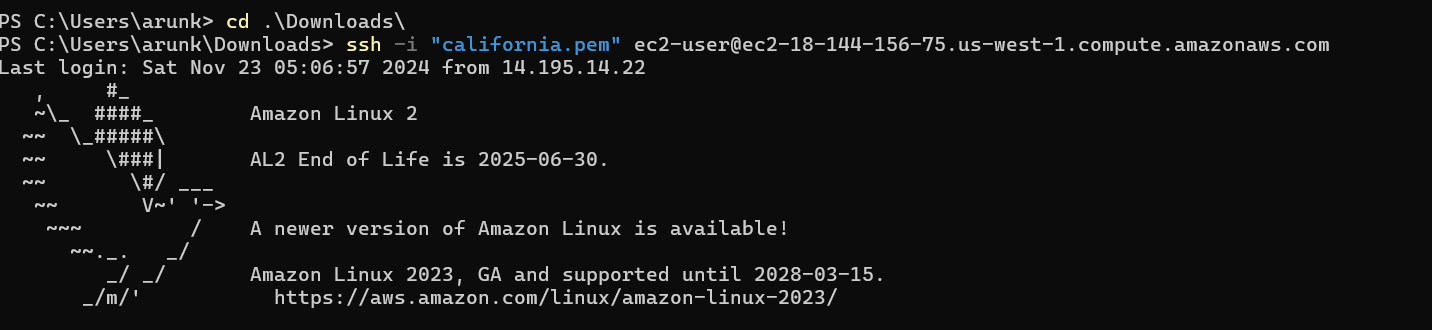 PS C:\Users\arunk> cd .\Downloads\
PS C:\Users\arunk\Downloads> ssh -i "california.pem" ec2-user@ec2-18-144-156-75.us-west-1.compute.amazonaws.com
Last login: Sat Nov 23 05:06:57 2024 from 14.195.14.22
   ,     #_
   ~\_  ####_        Amazon Linux 2
  ~~  \_#####\
  ~~     \###|       AL2 End of Life is 2025-06-30.
  ~~       \#/ ___
   ~~       V~' '->
    ~~~         /    A newer version of Amazon Linux is available!
      ~~._.   _/
         _/ _/       Amazon Linux 2023, GA and supported until 2028-03-15.
       _/m/'           https://aws.amazon.com/linux/amazon-linux-2023/